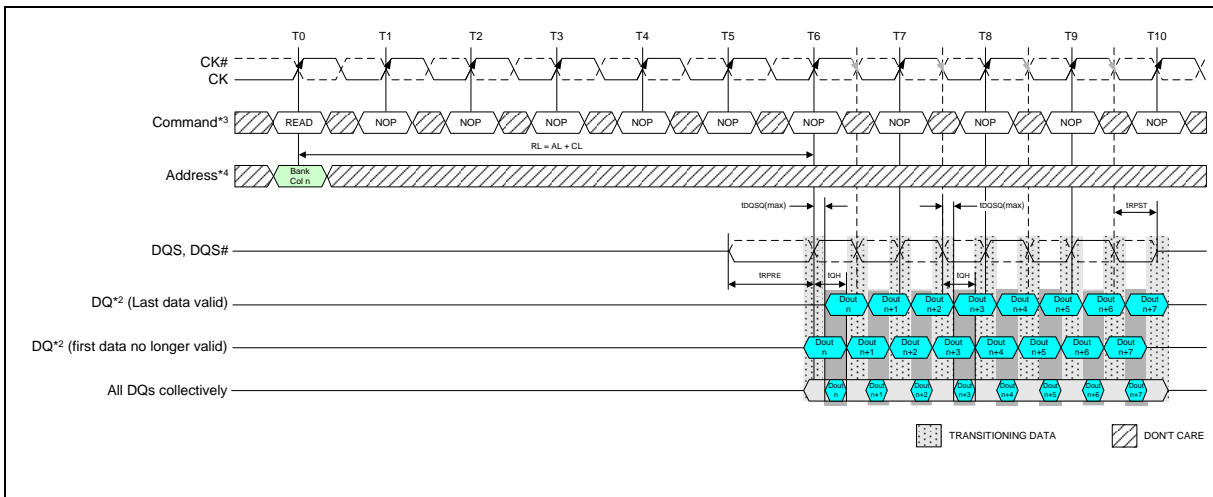 T0 T1 T2 T3 T4 T5 T6 T7 T8 T9 T10
CK#
CK
Command*3 READ NOP NOP NOP NOP NOP NOP NOP NOP NOP NOP
RL = AL + CL
Address*4 Bank
Col n
tDQSQ(max) tDQSQ(max) tRPST
DQS, DQS#
tRPRE tQH tQH
DQ*2 (Last data valid) Dout
n Dout
n+1 Dout
n+2 Dout
n+3 Dout
n+4 Dout
n+5 Dout
n+6 Dout
n+7
DQ*2 (first data no longer valid) Dout
n Dout
n+1 Dout
n+2 Dout
n+3 Dout
n+4 Dout
n+5 Dout
n+6 Dout
n+7
All DQs collectively Dout
n Dout
n+1 Dout
n+2 Dout
n+3 Dout
n+4 Dout
n+5 Dout
n+6 Dout
n+7
TRANSITIONING DATA DON'T CARE